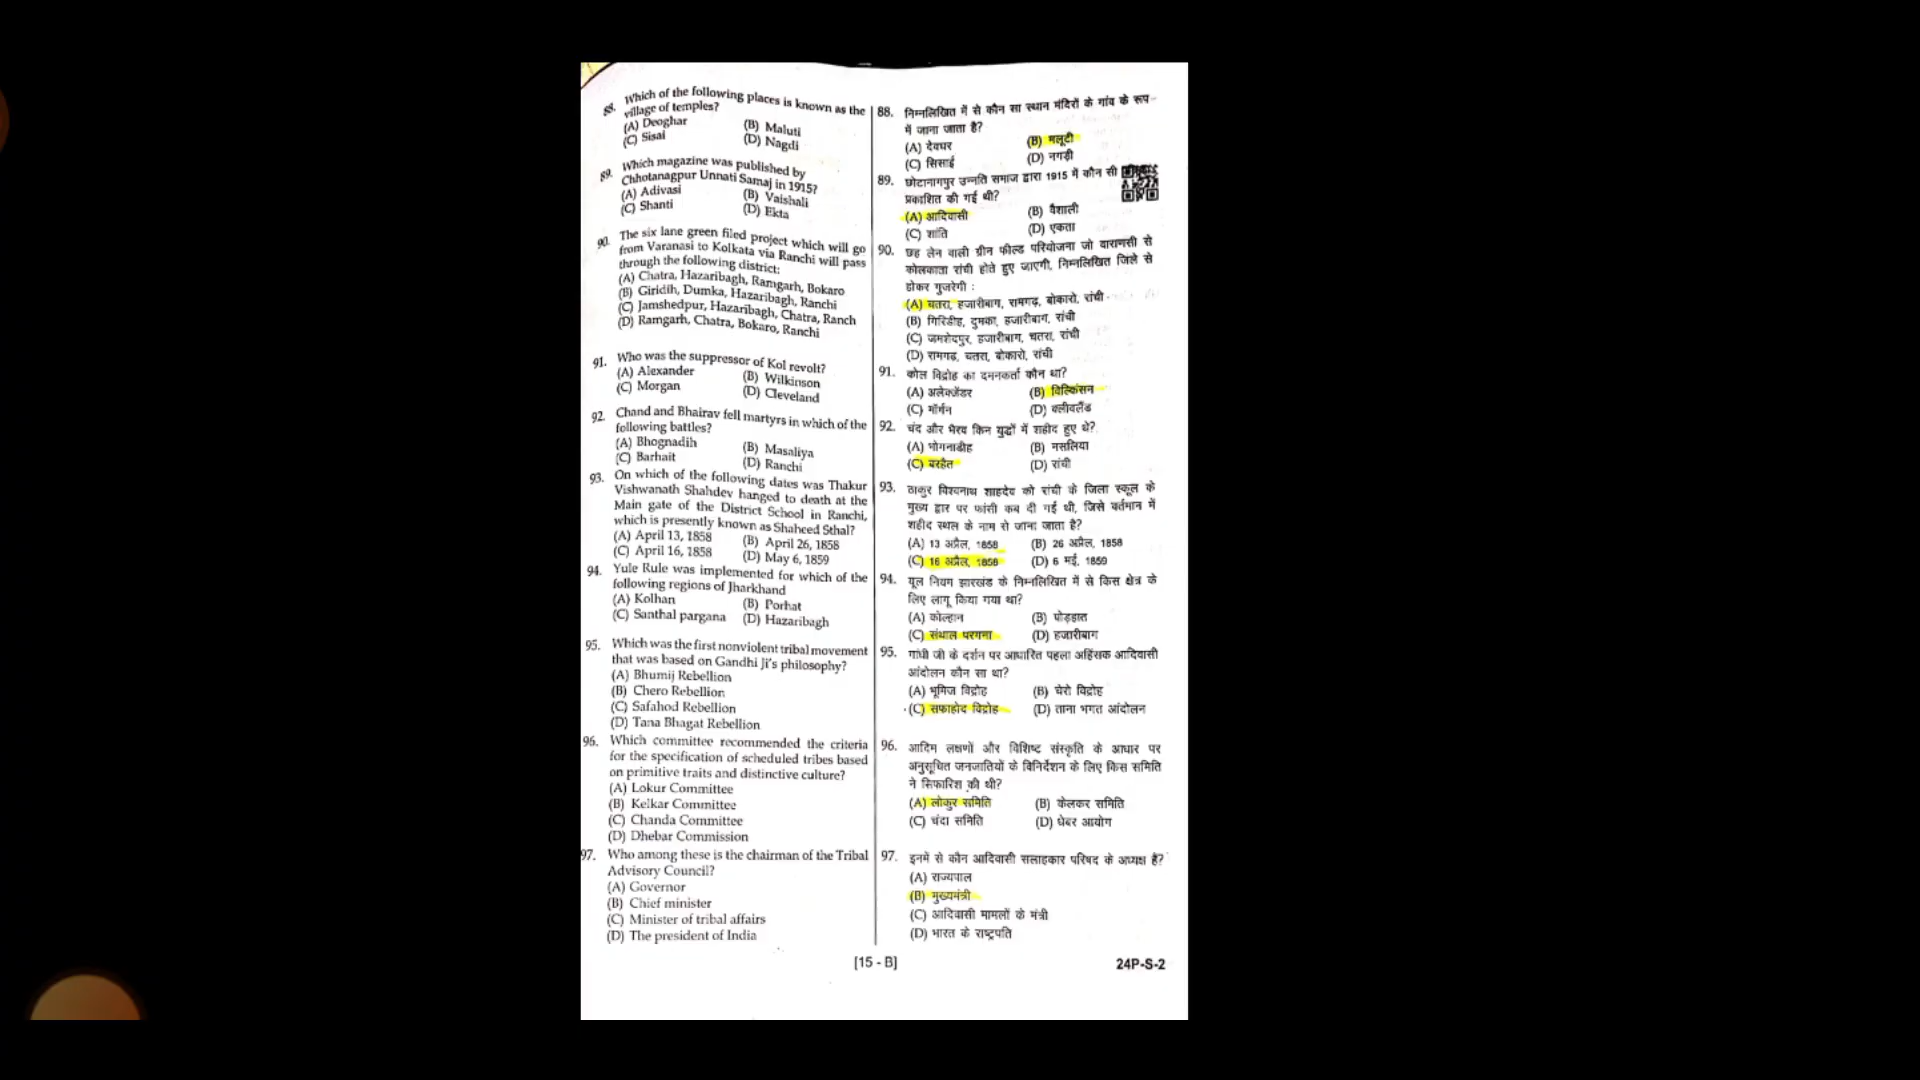 88. Which of the following places is known as the
village of temples?
(A) Deoghar (B) Maluti
(C) Sisai (D) Nagdi
89. Which magazine was published by
Chhotanagpur Unnati Samaj in 1915?
(A) Adivasi (B) Vaishali
(C) Shanti (D) Ekta
90. The six lane green filed project which will go
from Varanasi to Kolkata via Ranchi will pass
through the following district:
(A) Chatra, Hazaribagh, Ramgarh, Bokaro
(B) Giridih, Dumka, Hazaribagh, Ranchi
(C) Jamshedpur, Hazaribagh, Chatra, Ranch
(D) Ramgarh, Chatra, Bokaro, Ranchi
91. Who was the suppressor of Kol revolt?
(A) Alexander (B) Wilkinson
(C) Morgan (D) Cleveland
92. Chand and Bhairav fell martyrs in which of the
following battles?
(A) Bhognadih (B) Masaliya
(C) Barhait (D) Ranchi
93. On which of the following dates was Thakur
Vishwanath Shahdev hanged to death at the
Main gate of the District School in Ranchi,
which is presently known as Shaheed Sthal?
(A) April 13, 1858 (B) April 26, 1858
(C) April 16, 1858 (D) May 6, 1859
94. Yule Rule was implemented for which of the
following regions of Jharkhand
(A) Kolhan (B) Porhat
(C) Santhal pargana (D) Hazaribagh
95. Which was the first nonviolent tribal movement
that was based on Gandhi Ji's philosophy?
(A) Bhumij Rebellion
(B) Chero Rebellion
(C) Safahod Rebellion
(D) Tana Bhagat Rebellion
96. Which committee recommended the criteria
for the specification of scheduled tribes based
on primitive traits and distinctive culture?
(A) Lokur Committee
(B) Kelkar Committee
(C) Chanda Committee
(D) Dhebar Commission
97. Who among these is the chairman of the Tribal
Advisory Council?
(A) Governor
(B) Chief minister
(C) Minister of tribal affairs
(D) The president of India
88. निम्नलिखित में से कौन सा स्थान मंदिरों के गांव के रूप
में जाना जाता है?
(A) देवघर (B) मलूटी
(C) सिसाई (D) नगड़ी
89. छोटानागपुर उन्नति समाज द्वारा 1915 में कौन सी
प्रकाशित की गई थी?
(A) आदिवासी (B) वैशाली
(C) शांति (D) एकता
90. छह लेन वाली ग्रीन फील्ड परियोजना जो वाराणसी से
कोलकाता रांची होते हुए जाएगी, निम्नलिखित जिले से
होकर गुजरेगी :
(A) चतरा, हजारीबाग, रामगढ़, बोकारो, रांची
(B) गिरिडीह, दुमका, हजारीबाग, रांची
(C) जमशेदपुर, हजारीबाग, चतरा, रांची
(D) रामगढ, चतरा, बोकारो, रांची
91. कोल विद्रोह का दमनकर्ता कौन था?
(A) अलेक्जेंडर (B) विल्किंसन
(C) मॉर्गन (D) क्लीवलैंड
92. चंद और भैरव किन युद्धों में शहीद हुए थे?
(A) भोगनाडीह (B) मसलिया
(C) बरहैत (D) रांची
93. ठाकुर विश्वनाथ शाहदेव को रांची के जिला स्कूल के
मुख्य द्वार पर फांसी कब दी गई थी, जिसे वर्तमान में
शहीद स्थल के नाम से जाना जाता है?
(A) 13 अप्रैल, 1858 (B) 26 अप्रैल, 1858
(C) 16 अप्रैल, 1858 (D) 6 मई, 1859
94. यूल नियम झारखंड के निम्नलिखित में से किस क्षेत्र के
लिए लागू किया गया था?
(A) कोल्हान (B) पोड़हात
(C) संथाल परगना (D) हजारीबाग
95. गांधी जी के दर्शन पर आधारित पहला अहिंसक आदिवासी
आंदोलन कौन सा था?
(A) भूमिज विद्रोह (B) चेरो विद्रोह
(C) सफाहोद विद्रोह (D) ताना भगत आंदोलन
96. आदिम लक्षणों और विशिष्ट संस्कृति के आधार पर
अनुसूचित जनजातियों के विनिर्देशन के लिए किस समिति
ने सिफारिश की थी?
(A) लोकुर समिति (B) केलकर समिति
(C) चंदा समिति (D) धेबर आयोग
97. इनमें से कौन आदिवासी सलाहकार परिषद के अध्यक्ष है?
(A) राज्यपाल
(B) मुख्यमंत्री
(C) आदिवासी मामलों के मंत्री
(D) भारत के राष्ट्रपति
[15 - B]
24P-S-2